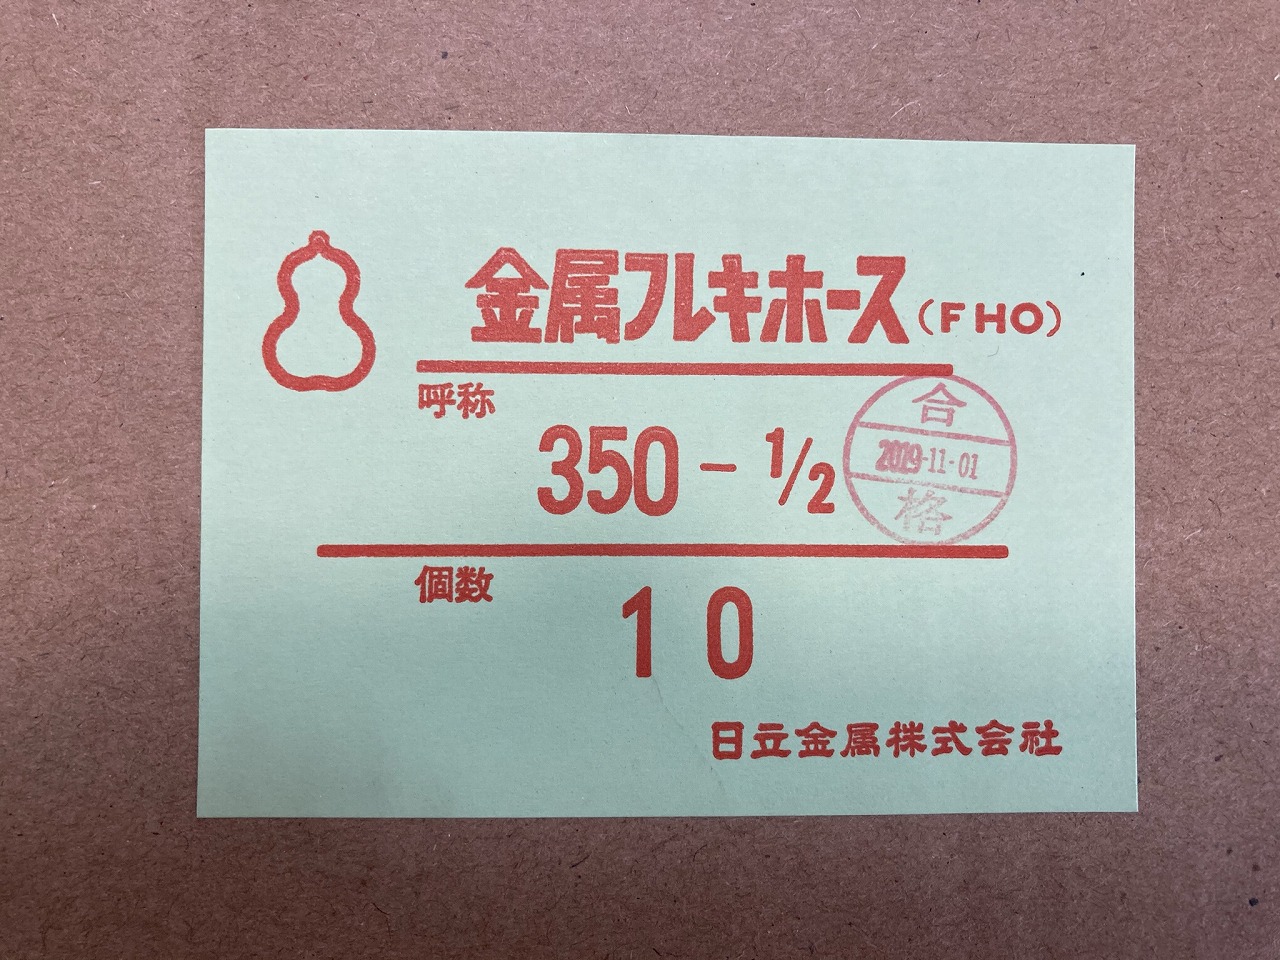 金属フレキホース(FHO)
呼称
350-1/2
合
2019-11-01
格
個数
10
日立金属株式会社